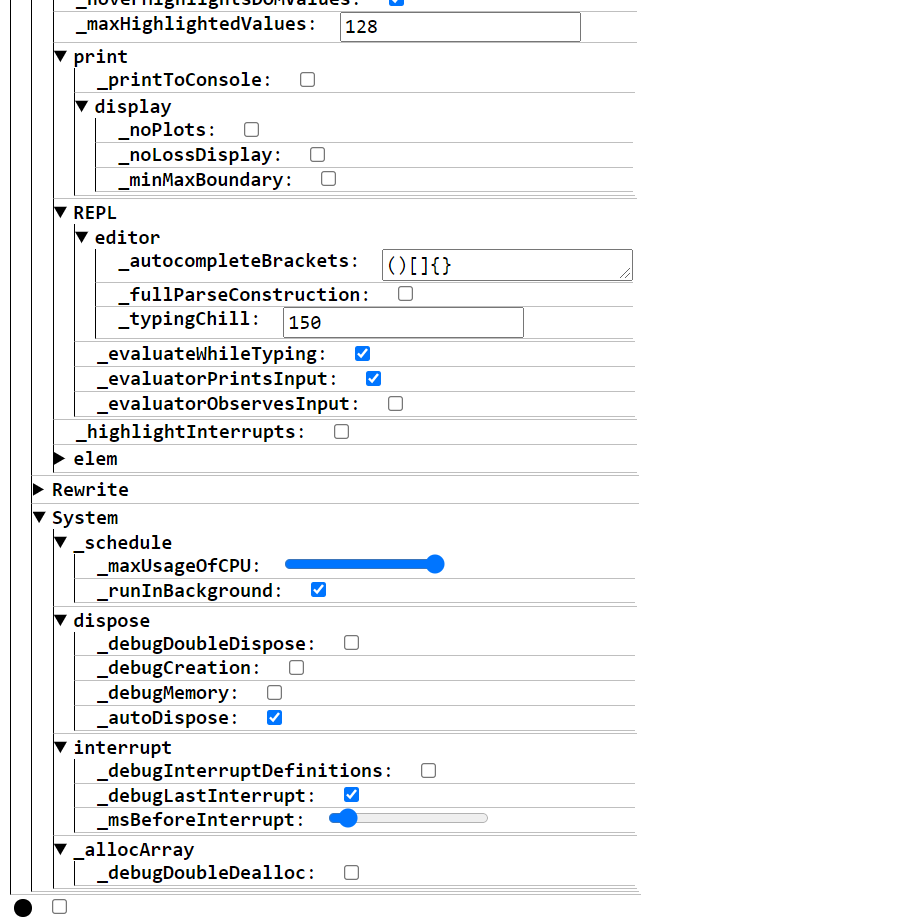 _hoverHighlightsDOMValues:
_maxHighlightedValues: 128
print
_printToConsole:
display
_noPlots:
_noLossDisplay:
_minMaxBoundary:
REPL
editor
_autocompleteBrackets: ()[]{}
_fullParseConstruction:
_typingChill: 150
_evaluateWhileTyping:
_evaluatorPrintsInput:
_evaluatorObservesInput:
_highlightInterrupts:
elem
Rewrite
System
_schedule
_maxUsageOfCPU:
_runInBackground:
dispose
_debugDoubleDispose:
_debugCreation:
_debugMemory:
_autoDispose:
interrupt
_debugInterruptDefinitions:
_debugLastInterrupt:
_msBeforeInterrupt:
_allocArray
_debugDoubleDealloc: